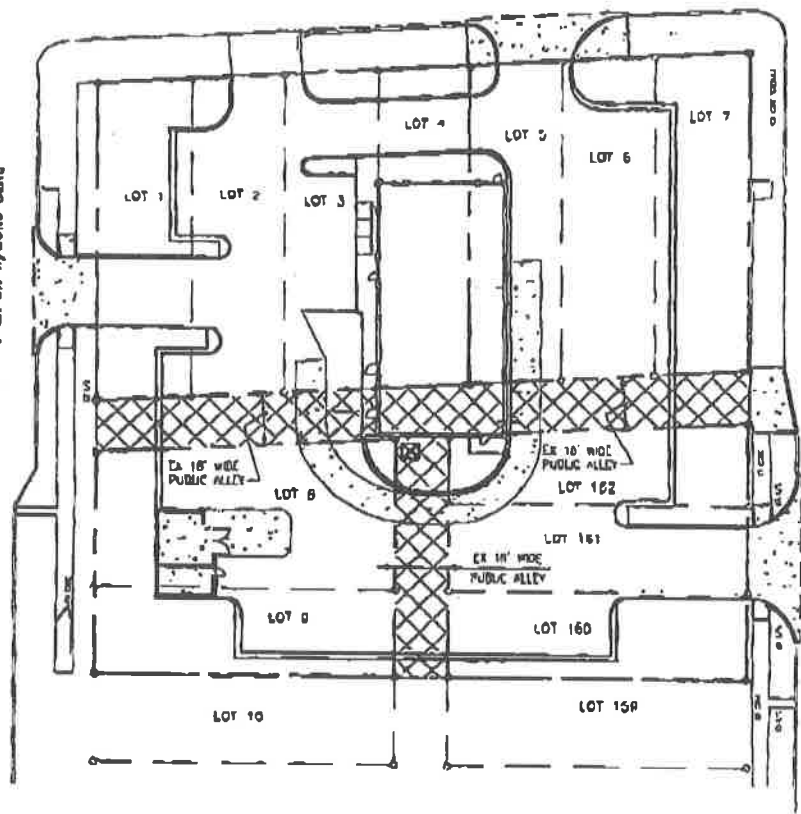 LOT 4
LOT 7
LOT 5
LOT 6
LOT 1
LOT 2
LOT 3
EX 18' WIDE
PUBLIC ALLEY
EX 18' WIDE
PUBLIC ALLEY
LOT 8
LOT 162
LOT 161
EX 18' WIDE
PUBLIC ALLEY
LOT 9
LOT 160
LOT 10
LOT 159